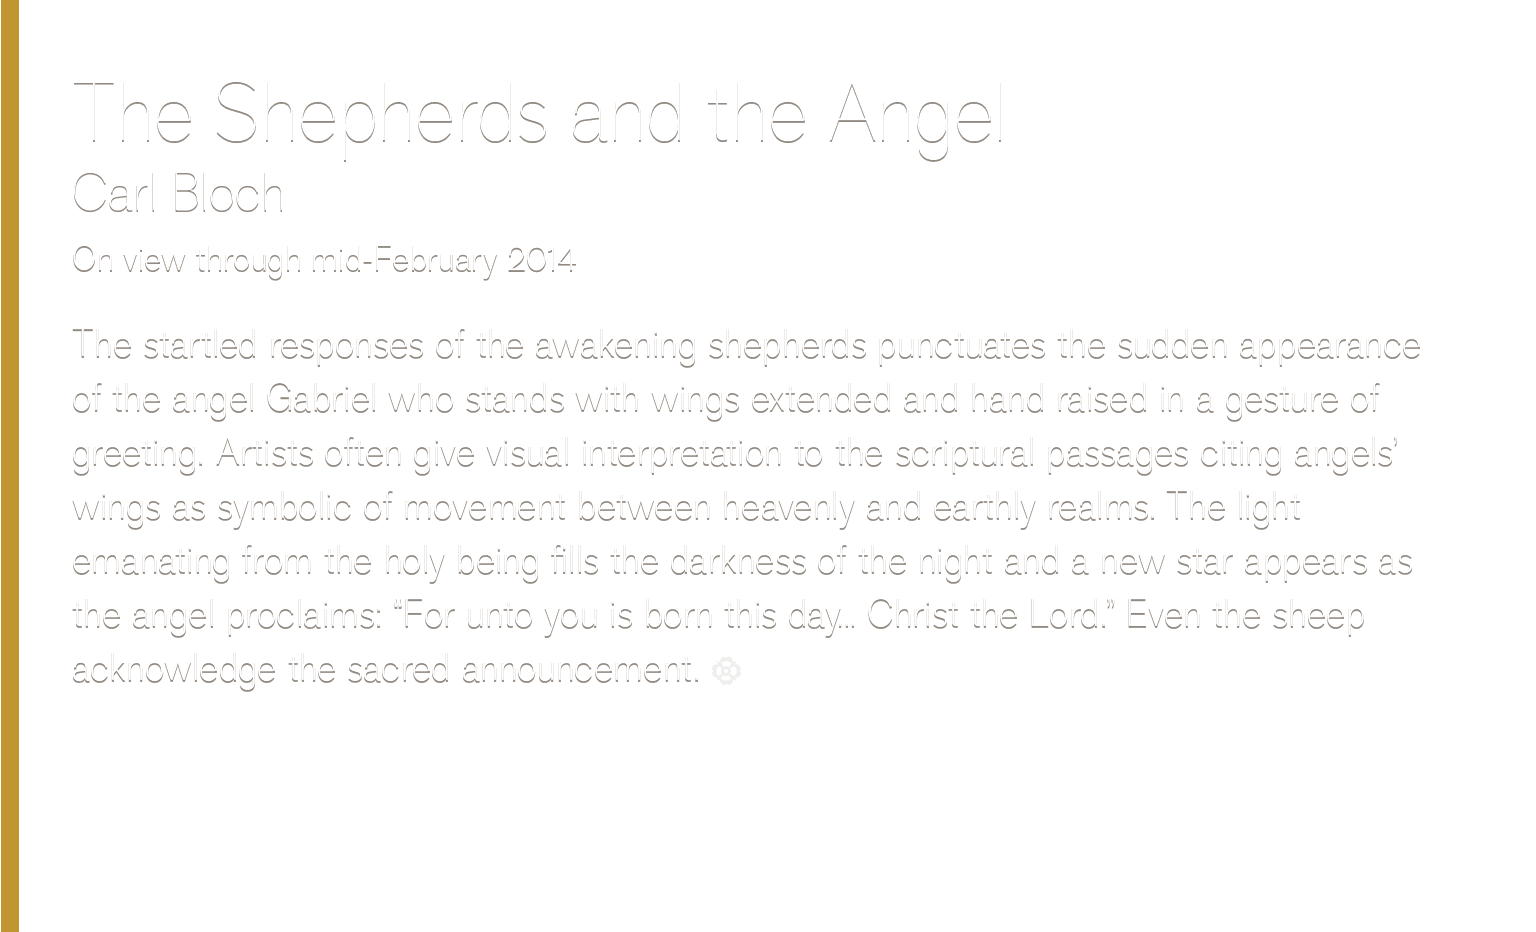 The Shepherds and the Angel
Carl Bloch
On view through mid-February 2014
The startled responses of the awakening shepherds punctuates the sudden appearance
of the angel Gabriel who stands with wings extended and hand raised in a gesture of
greeting. Artists often give visual interpretation to the scriptural passages citing angels’
wings as symbolic of movement between heavenly and earthly realms. The light
emanating from the holy being fills the darkness of the night and a new star appears as
the angel proclaims: “For unto you is born this day... Christ the Lord.” Even the sheep
acknowledge the sacred announcement.